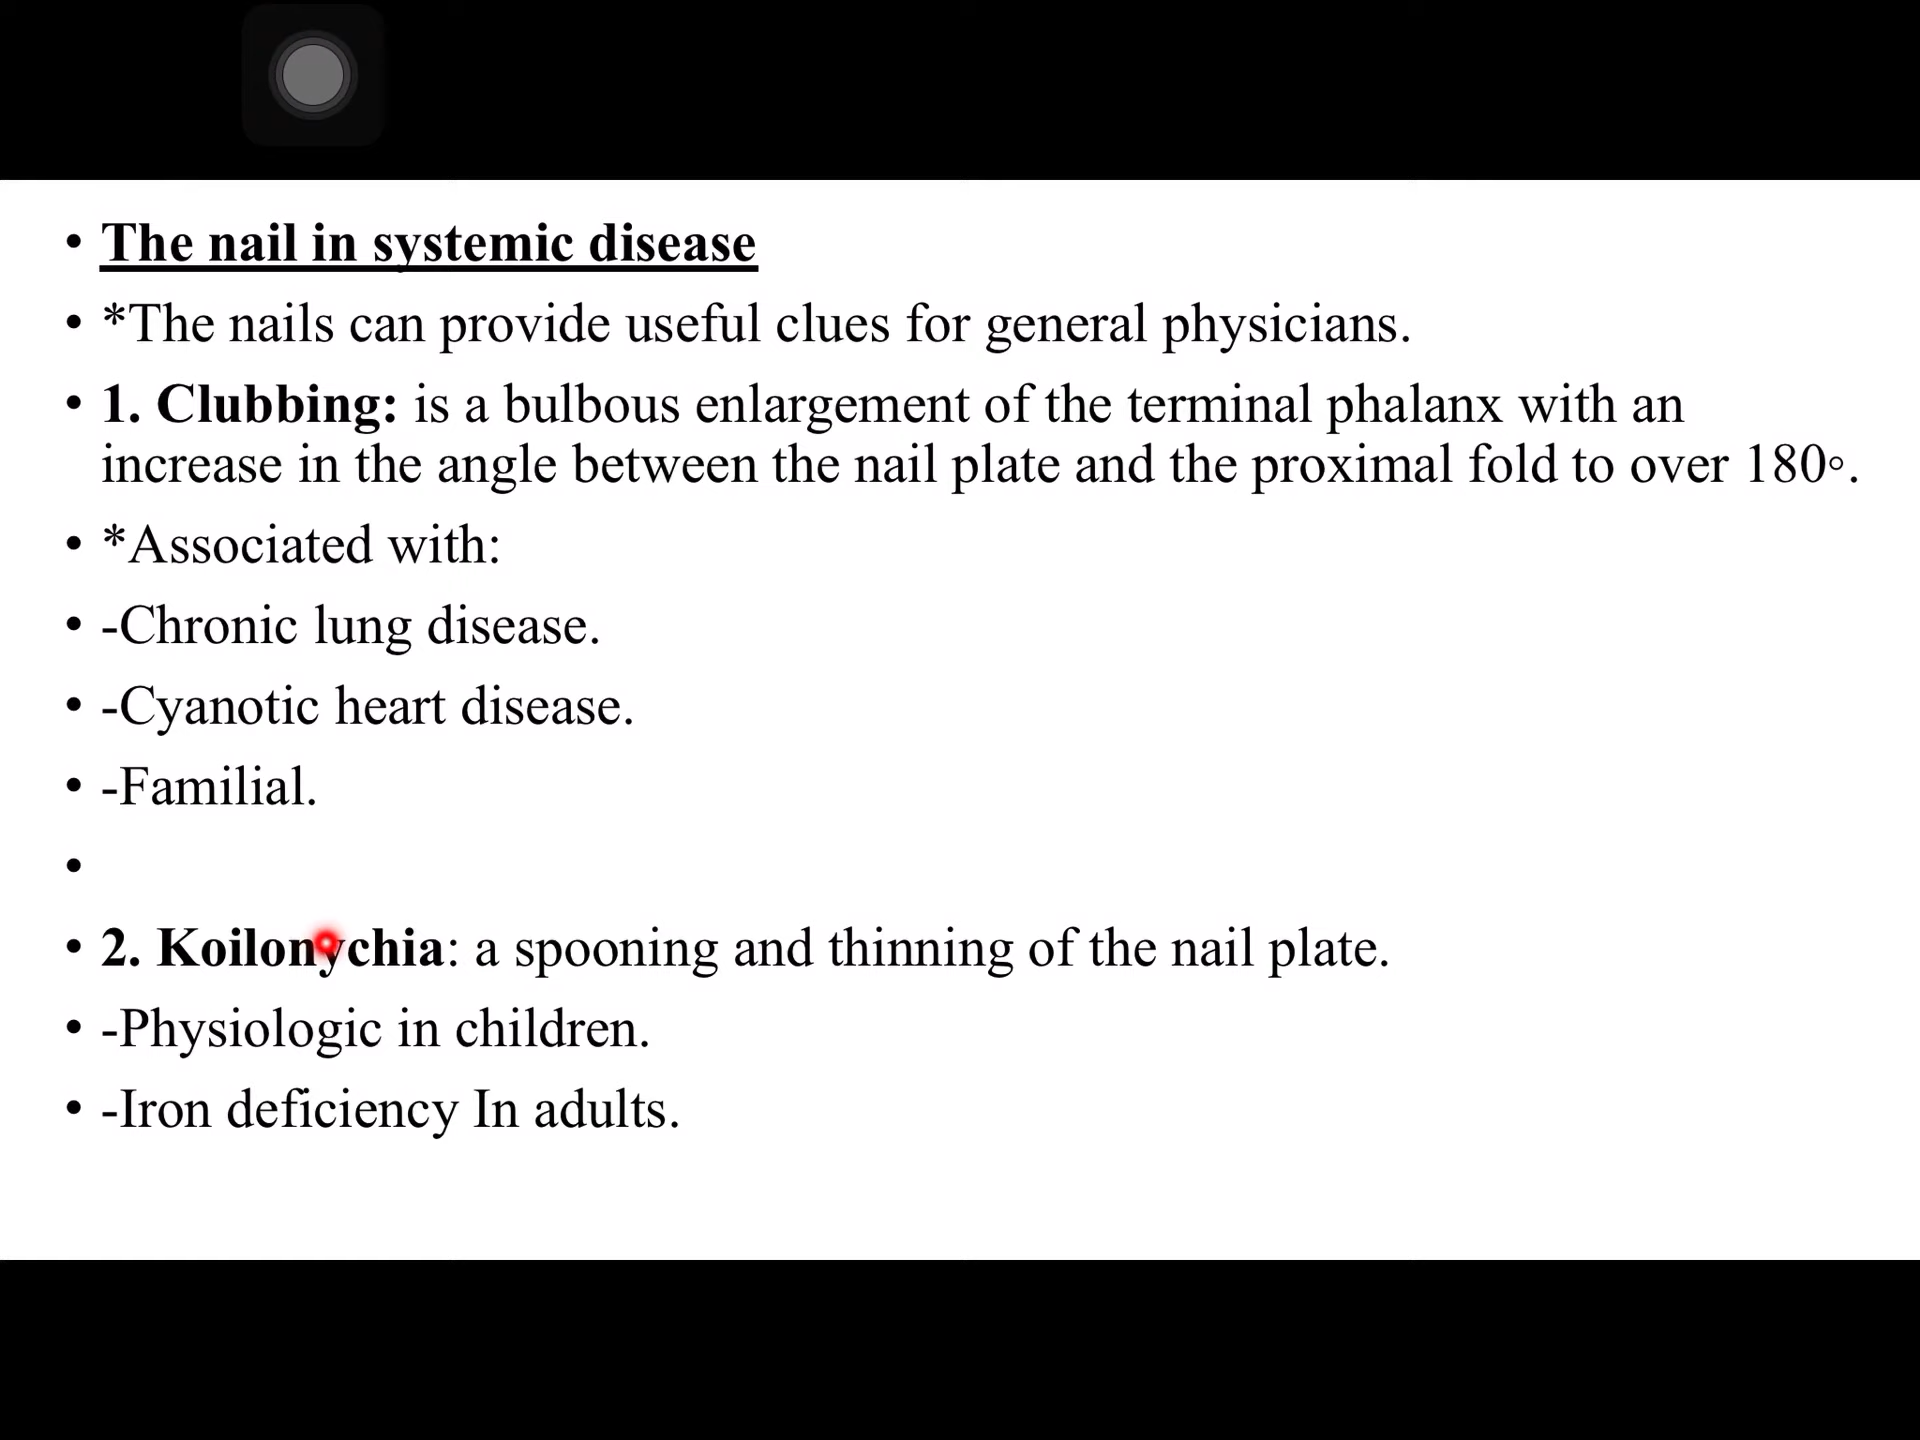 • The nail in systemic disease
• *The nails can provide useful clues for general physicians.
• 1. Clubbing: is a bulbous enlargement of the terminal phalanx with an
increase in the angle between the nail plate and the proximal fold to over 180◦.
• *Associated with:
• -Chronic lung disease.
• -Cyanotic heart disease.
• -Familial.
•
• 2. Koilonychia: a spooning and thinning of the nail plate.
• -Physiologic in children.
• -Iron deficiency In adults.